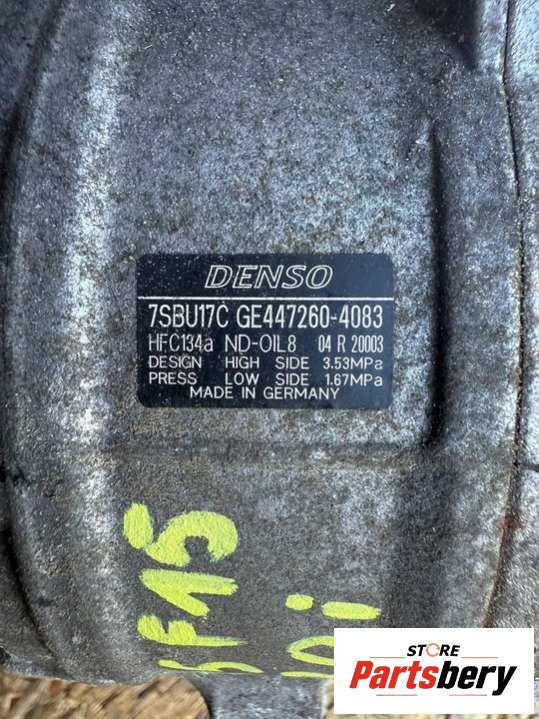 DENSO
7SBU17C GE447260-4083
HFC134a ND-OIL8 04 R 20003
DESIGN HIGH SIDE 3.53MPa
PRESS LOW SIDE 1.67MPa
MADE IN GERMANY
F15
STORE
Partsbery